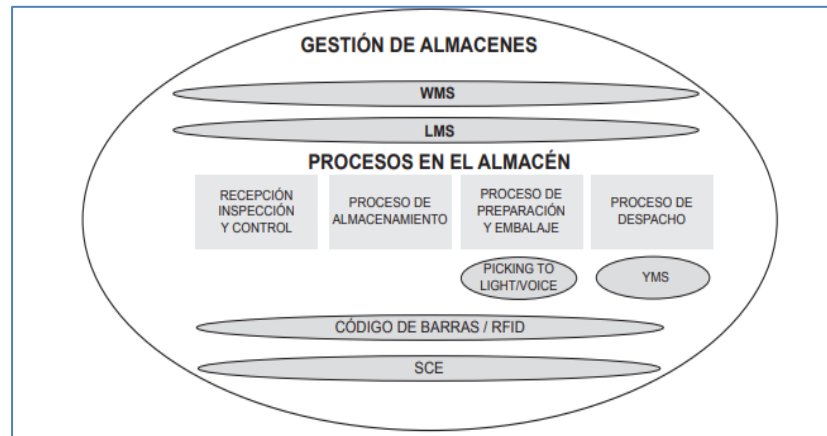 GESTIÓN DE ALMACENES
WMS
LMS
PROCESOS EN EL ALMACÉN
RECEPCIÓN
INSPECCIÓN
Y CONTROL
PROCESO DE
ALMACENAMIENTO
PROCESO DE
PREPARACIÓN
Y EMBALAJE
PROCESO DE
DESPACHO
PICKING TO
LIGHT/VOICE
YMS
CÓDIGO DE BARRAS / RFID
SCE